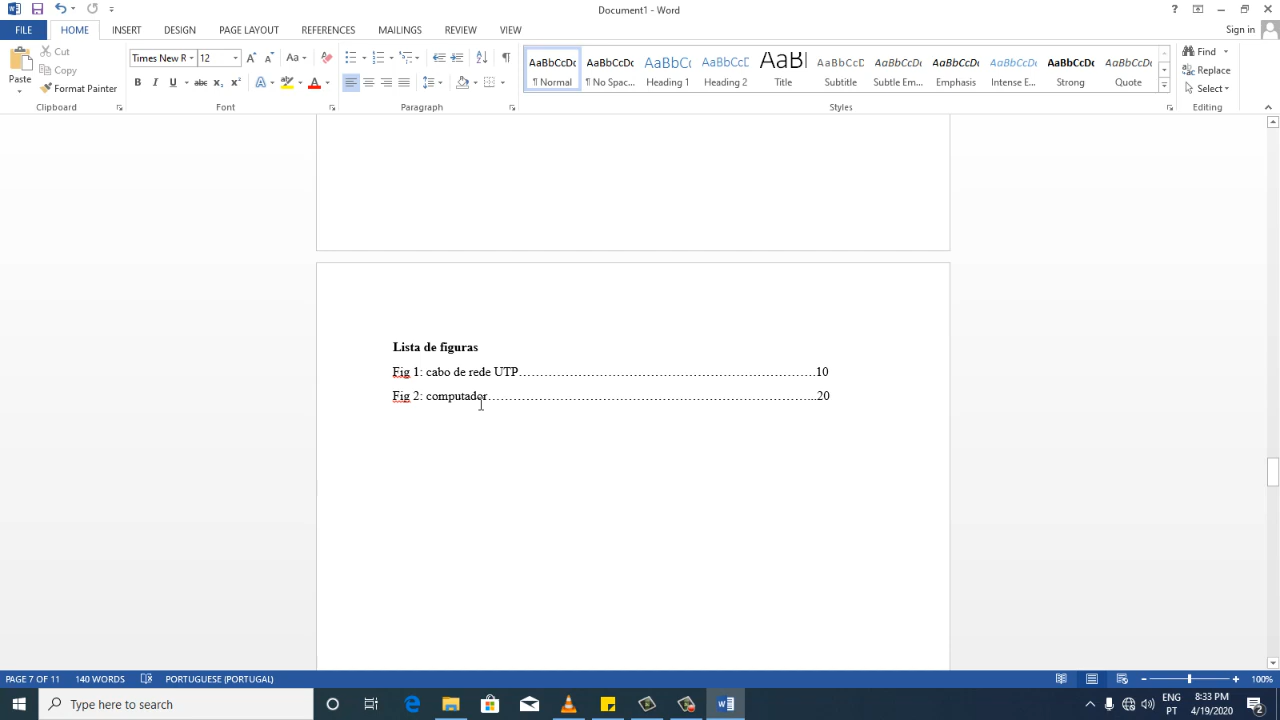 Document1 - Word
Sign in
FILE HOME INSERT DESIGN PAGE LAYOUT REFERENCES MAILINGS REVIEW VIEW
Paste
Cut
Copy
Format Painter
Clipboard
Times New R 12
Font
Paragraph
AaBbCcDc AaBbCcDc AaBbC AaBbCcD AaB AaBbCcD AaBbCcDc AaBbCcDc AaBbCcDc AaBbCcDc AaBbCcDc
¶ Normal ¶ No Spac... Heading 1 Heading 2 Title Subtitle Subtle Em... Emphasis Intense E... Strong Quote
Styles
Find
Replace
Select
Editing
Lista de figuras
Fig 1: cabo de rede UTP…………………………………………………………………10
Fig 2: computador………………………………………………………………………...20
PAGE 7 OF 11 140 WORDS PORTUGUESE (PORTUGAL) 100%
Type here to search
ENG
PT
8:33 PM
4/19/2020
2